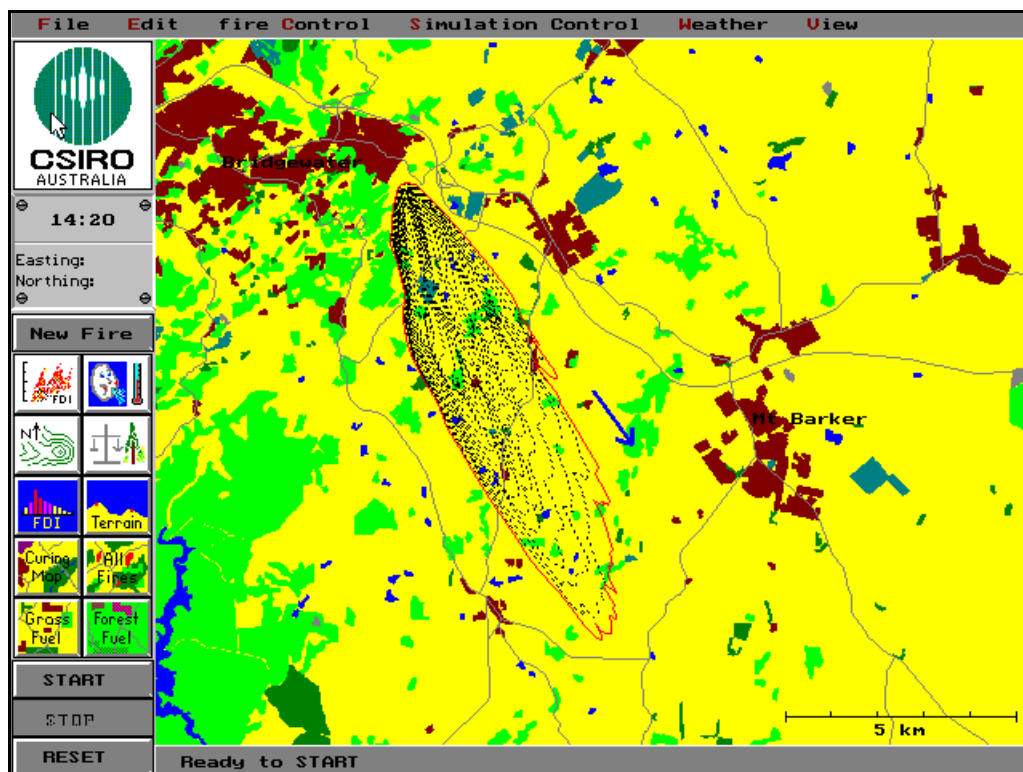 File Edit fire Control Simulation Control Weather View
CSIRO
AUSTRALIA
14:20
Easting:
Northing:
New Fire
FDI
N
FDI
Terrain
Curing
Map
All
Fires
Grass
Fuel
Forest
Fuel
START
STOP
RESET
Bridgewater
Mt Barker
5 km
Ready to START